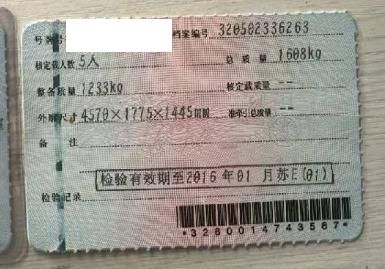 号牌号码 档案编号 320502336263
核定载人数 5人 总质量 1608kg
整备质量 1233kg 核定载质量 --
外廓尺寸 4570×1775×1445mm 准牵引总质量 --
备注
检验有效期至2016年01月苏E(01)
检验记录
*3280014743567*